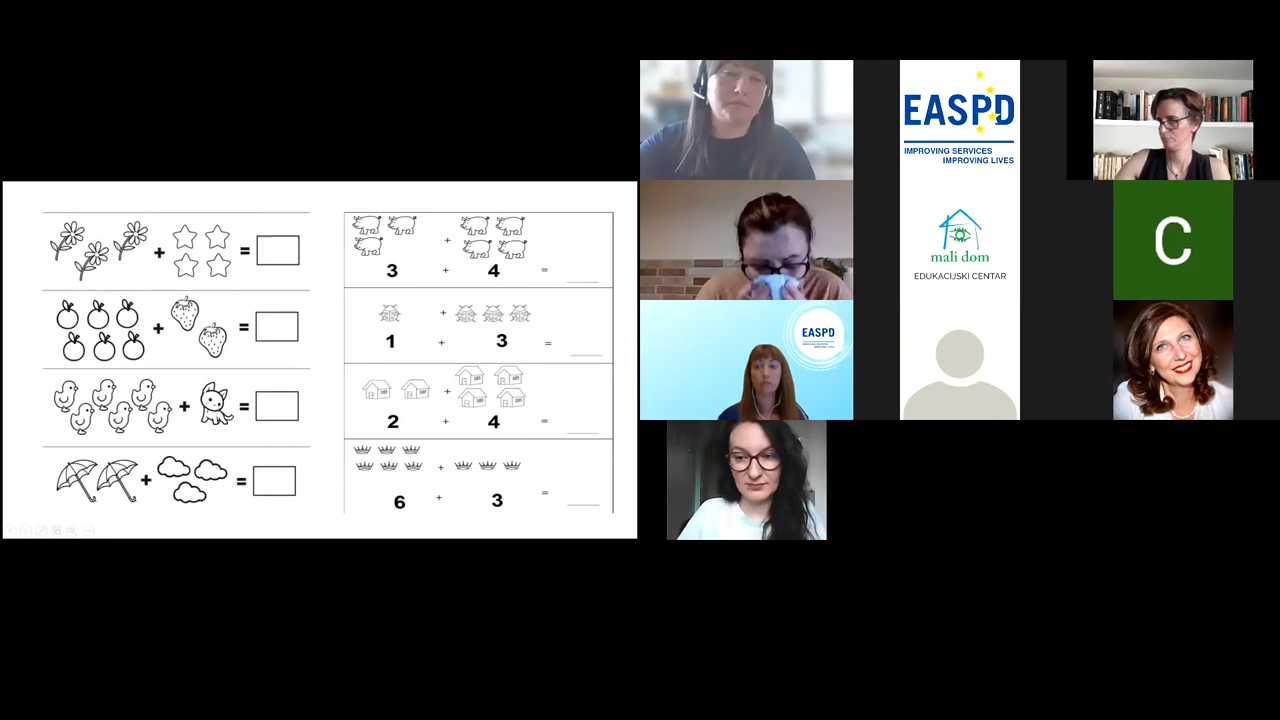 + =
+ =
+ =
+ =
+
3 + 4 =
+
1 + 3 =
+
2 + 4 =
+
6 + 3 =
EASPD
IMPROVING SERVICES
IMPROVING LIVES
mali dom
EDUKACIJSKI CENTAR
C
EASPD